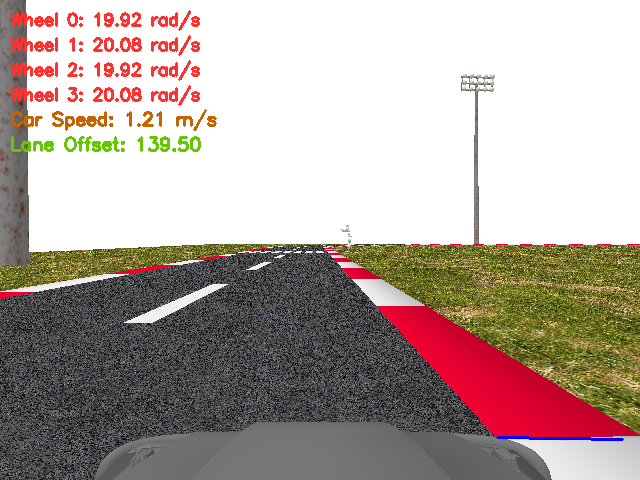 Wheel 0: 19.92 rad/s
Wheel 1: 20.08 rad/s
Wheel 2: 19.92 rad/s
Wheel 3: 20.08 rad/s
Car Speed: 1.21 m/s
Lane Offset: 139.50